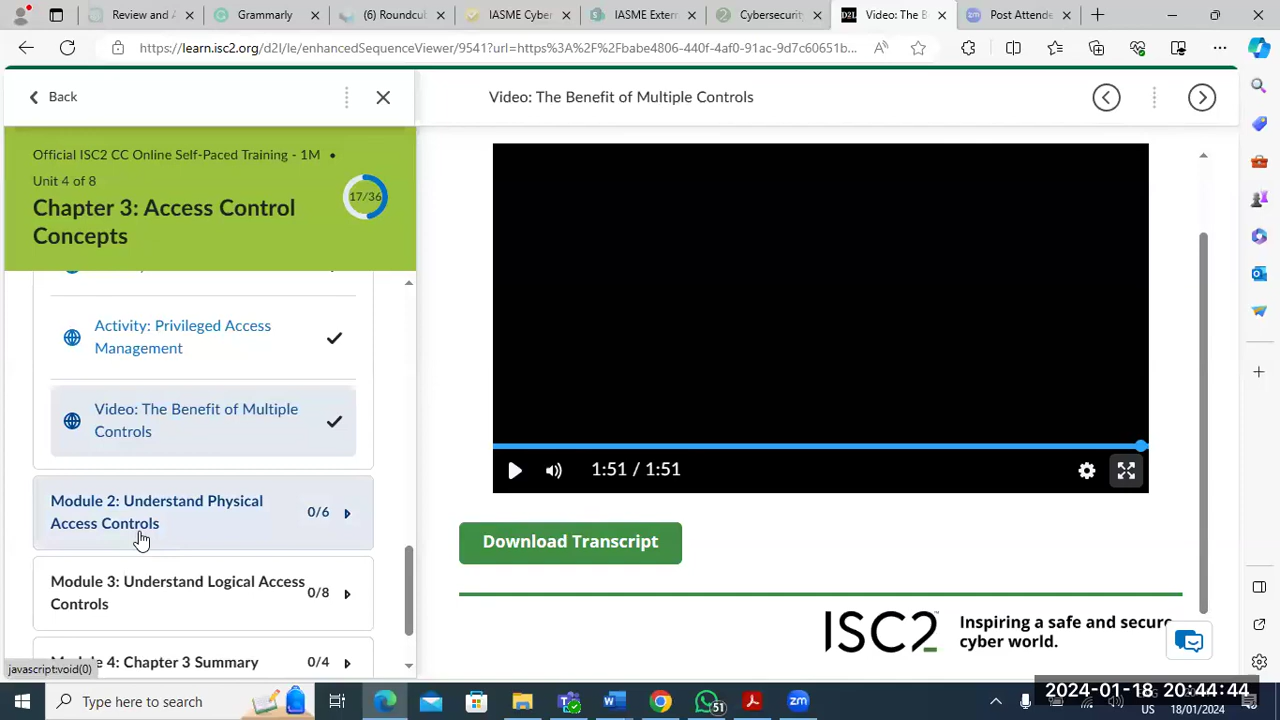 Review and A
Grammarly
(6) Roundcub
IASME Cyber
IASME Extern
Cybersecurity
D2L
Video: The B
Post Attende
https://learn.isc2.org/d2l/le/enhancedSequenceViewer/9541?url=https%3A%2F%2Fbabe4806-440f-4af0-91ac-9d7c60651b...
Back
Video: The Benefit of Multiple Controls
Official ISC2 CC Online Self-Paced Training - 1M •
Unit 4 of 8
Chapter 3: Access Control
Concepts
17/36
Activity: Privileged Access
Management
Video: The Benefit of Multiple
Controls
Module 2: Understand Physical
Access Controls
0/6
Module 3: Understand Logical Access
Controls
0/8
Module 4: Chapter 3 Summary
0/4
javascript:void(0)
1:51 / 1:51
Download Transcript
ISC2
Inspiring a safe and secure
cyber world.
Type here to search
51
2024-01-18 20:44:44
US
18/01/2024